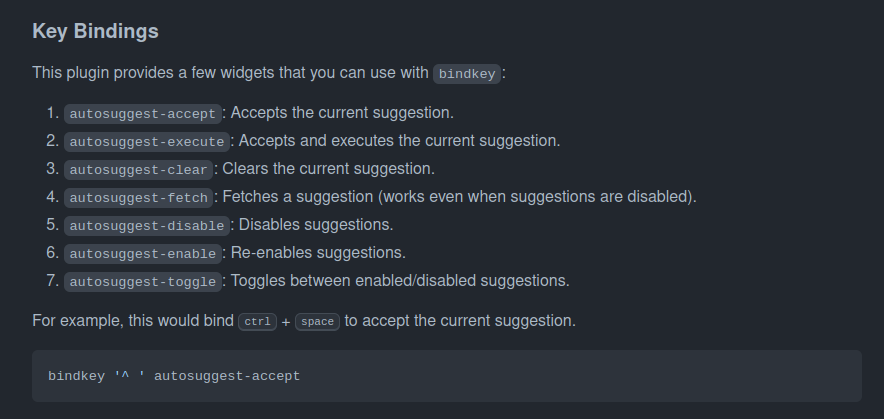 Key Bindings
This plugin provides a few widgets that you can use with bindkey:
1. autosuggest-accept: Accepts the current suggestion.
2. autosuggest-execute: Accepts and executes the current suggestion.
3. autosuggest-clear: Clears the current suggestion.
4. autosuggest-fetch: Fetches a suggestion (works even when suggestions are disabled).
5. autosuggest-disable: Disables suggestions.
6. autosuggest-enable: Re-enables suggestions.
7. autosuggest-toggle: Toggles between enabled/disabled suggestions.
For example, this would bind ctrl + space to accept the current suggestion.
bindkey '^ ' autosuggest-accept